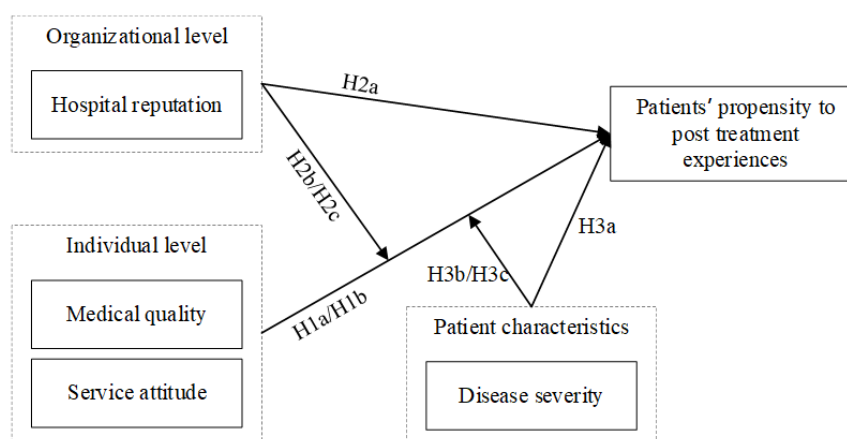 Organizational level
Hospital reputation
H2a
Patients' propensity to
post treatment
experiences
H2b/H2c
H3a
Individual level
Medical quality
Service attitude
H1a/H1b
H3b/H3c
Patient characteristics
Disease severity